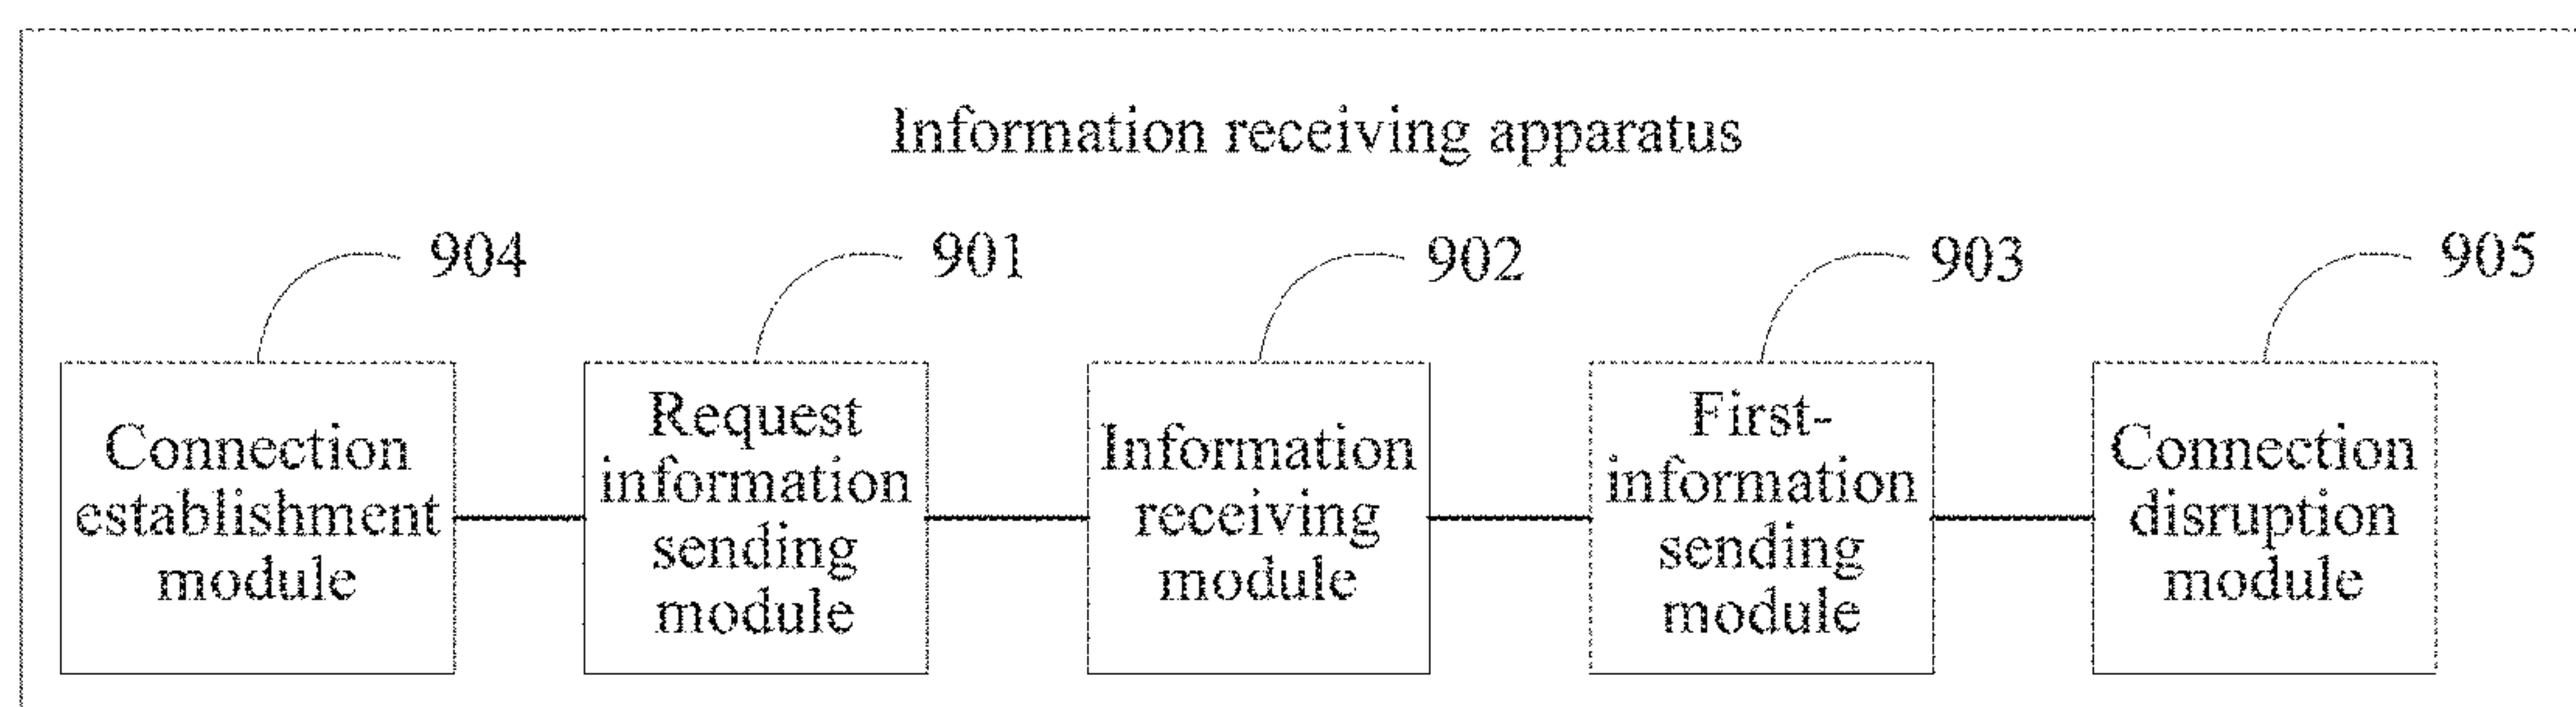 Information receiving apparatus
904
901
902
903
905
Connection
establishment
module
Request
information
sending
module
Information
receiving
module
First-
information
sending
module
Connection
disruption
module